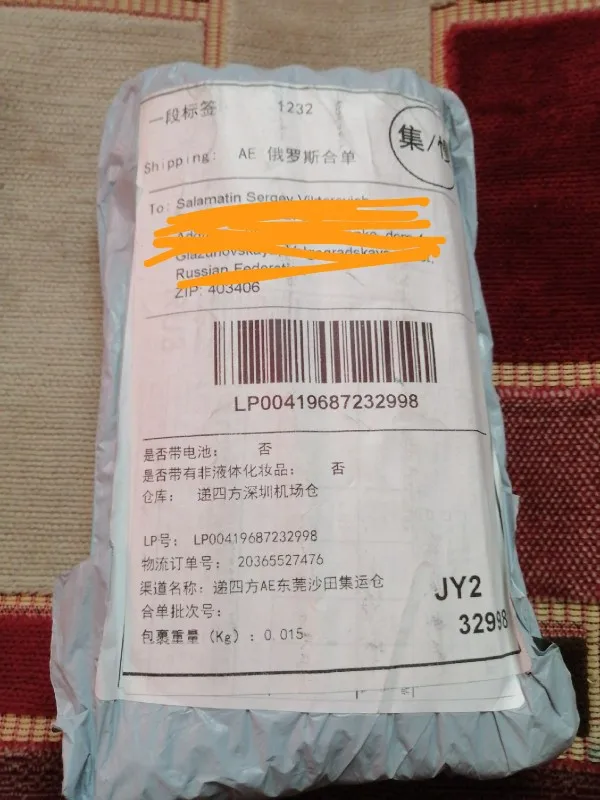 一段标签 1232
集/
Shipping: AE 俄罗斯合单
To: Salamatin Sergey
Russian
ZIP: 403406
LP00419687232998
是否带电池: 否
是否带有非液体化妆品: 否
仓库: 递四方深圳机场仓
LP号: LP00419687232998
物流订单号: 20365527476
渠道名称: 递四方AE东莞沙田集运仓
JY2
合单批次号:
32998
包裹重量 (Kg) : 0.015